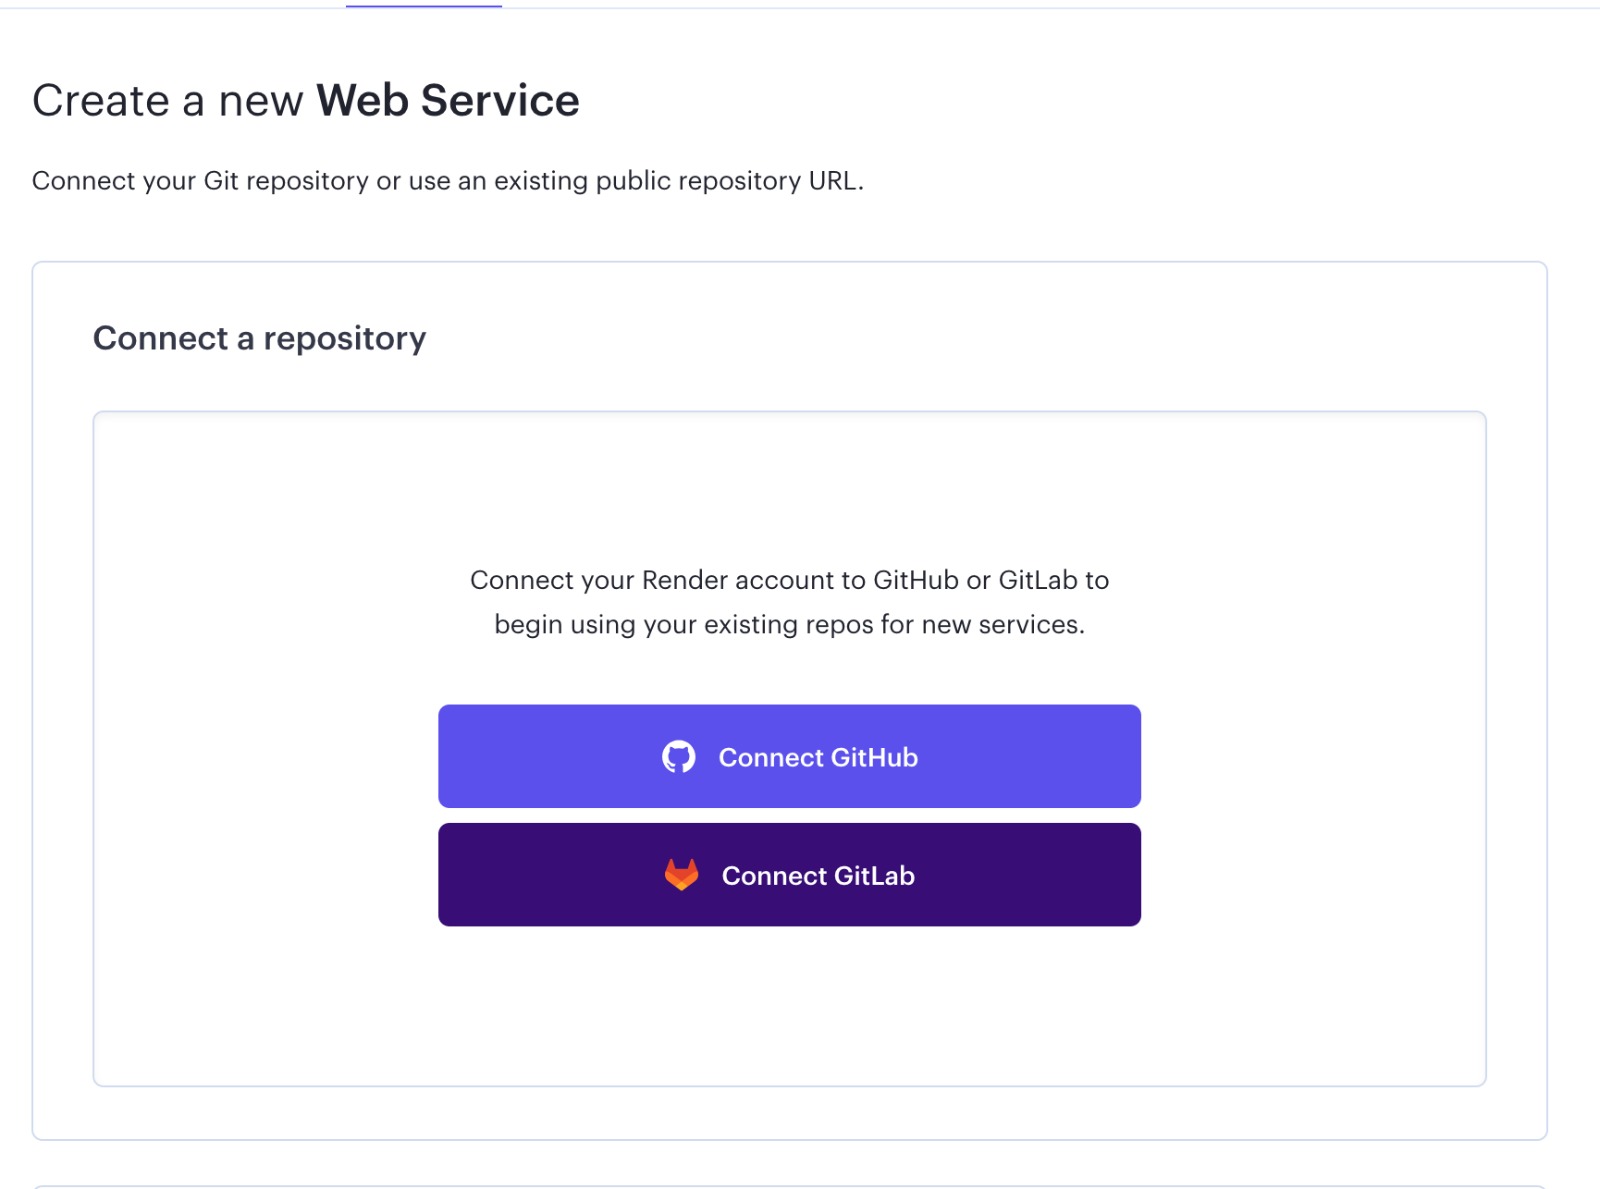 Create a new Web Service
Connect your Git repository or use an existing public repository URL.
Connect a repository
Connect your Render account to GitHub or GitLab to
begin using your existing repos for new services.
Connect GitHub
Connect GitLab